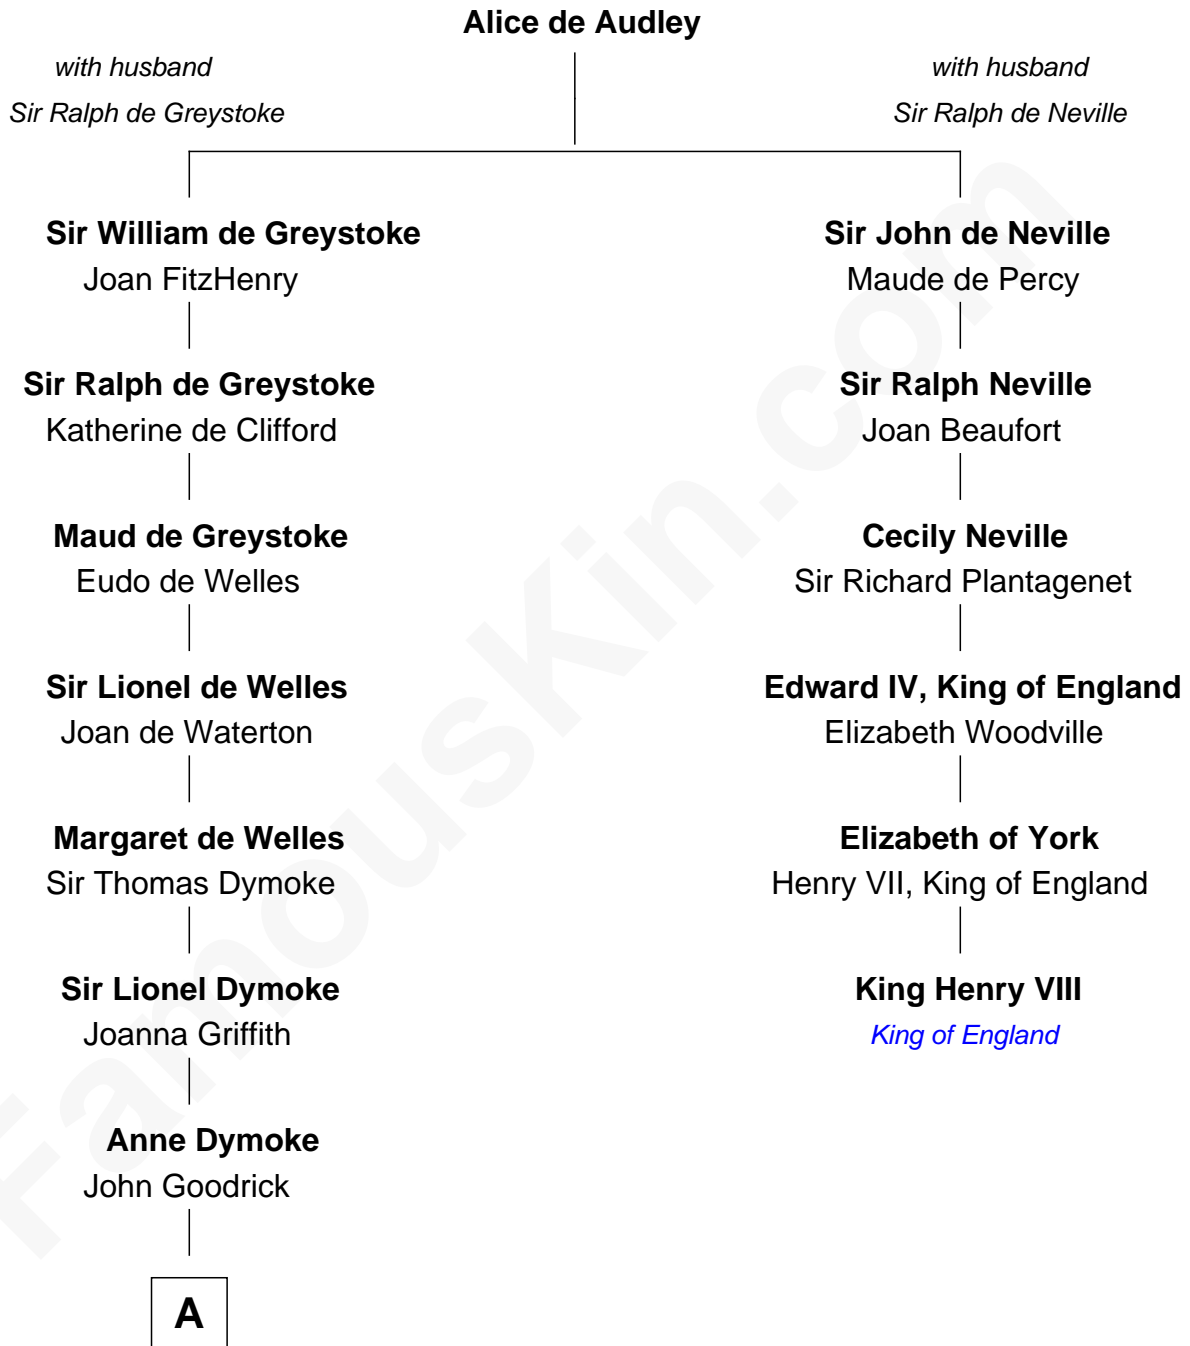 Alice de Audley
with husband
Sir Ralph de Greystoke
with husband
Sir Ralph de Neville
Sir William de Greystoke
Joan FitzHenry
Sir John de Neville
Maude de Percy
Sir Ralph de Greystoke
Katherine de Clifford
Sir Ralph Neville
Joan Beaufort
Maud de Greystoke
Eudo de Welles
Cecily Neville
Sir Richard Plantagenet
Sir Lionel de Welles
Joan de Waterton
Edward IV, King of England
Elizabeth Woodville
Margaret de Welles
Sir Thomas Dymoke
Elizabeth of York
Henry VII, King of England
Sir Lionel Dymoke
Joanna Griffith
King Henry VIII
King of England
Anne Dymoke
John Goodrick
A
FamousKin.com